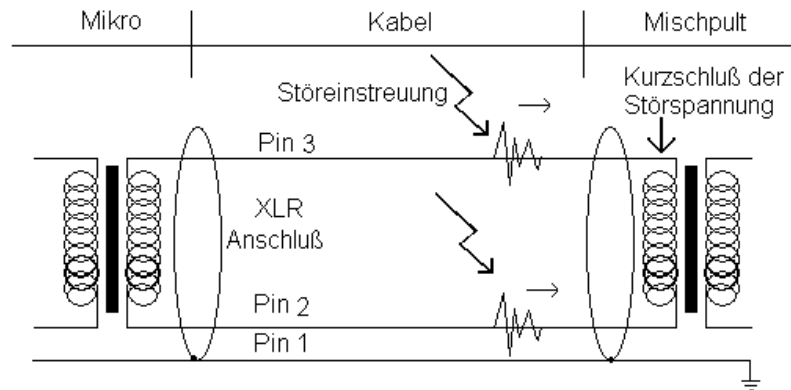 Mikro
Kabel
Mischpult
Störeinstreuung
Kurzschluß der
Störspannung
Pin 3
XLR
Anschluß
Pin 2
Pin 1